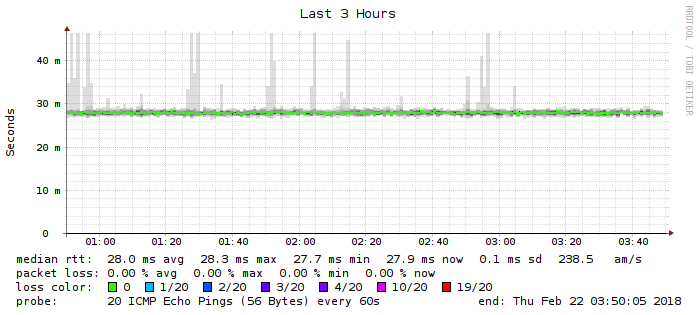 Last 3 Hours
RRDTOOL / TOBI OETIKER
Seconds
40 m
30 m
20 m
10 m
0
01:00 01:20 01:40 02:00 02:20 02:40 03:00 03:20 03:40
median rtt: 28.0 ms avg 28.3 ms max 27.7 ms min 27.9 ms now 0.1 ms sd 238.5 am/s
packet loss: 0.00 % avg 0.00 % max 0.00 % min 0.00 % now
loss color: 0 1/20 2/20 3/20 4/20 10/20 19/20
probe: 20 ICMP Echo Pings (56 Bytes) every 60s end: Thu Feb 22 03:50:05 2018